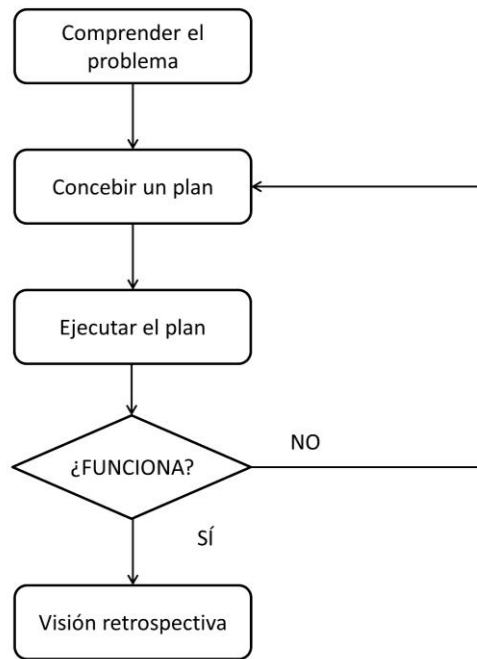 Comprender el
problema
Concebir un plan
Ejecutar el plan
¿FUNCIONA?
NO
SÍ
Visión retrospectiva